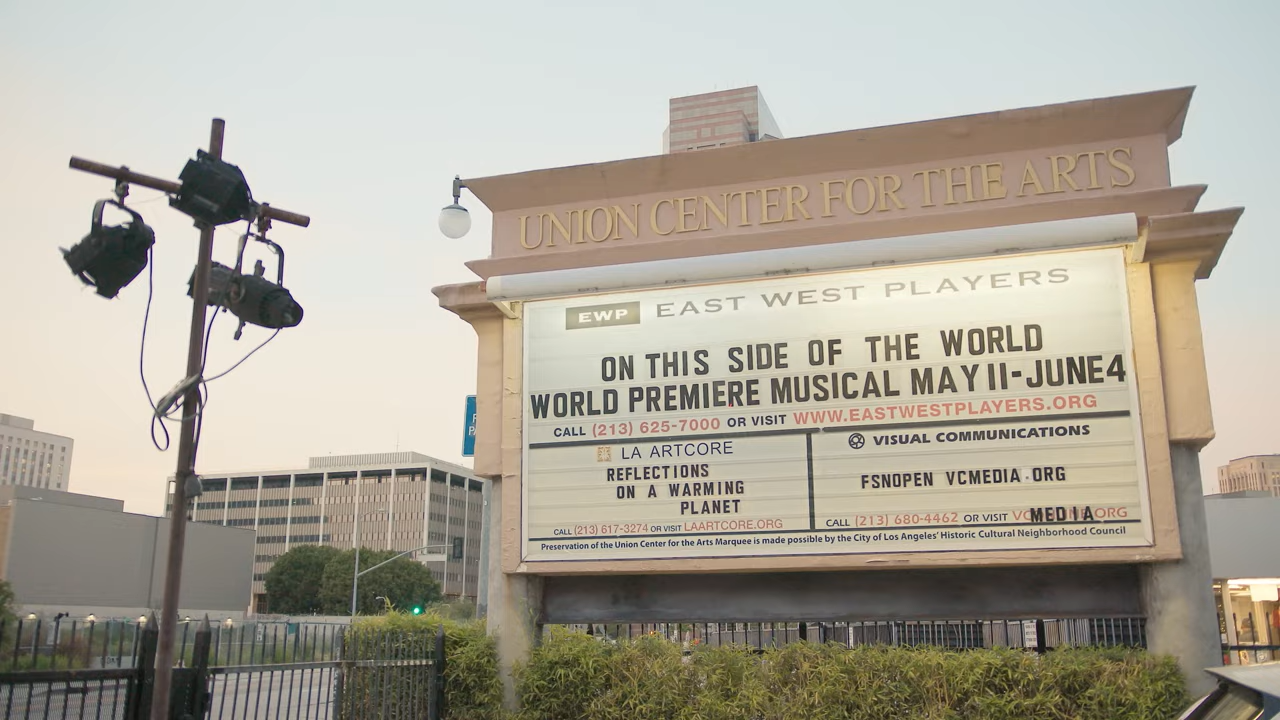 UNION CENTER FOR THE ARTS
EWP EAST WEST PLAYERS
ON THIS SIDE OF THE WORLD
WORLD PREMIERE MUSICAL MAY 11-JUNE 4
CALL (213) 625-7000 OR VISIT WWW.EASTWESTPLAYERS.ORG
LA ARTCORE
REFLECTIONS
ON A WARMING
PLANET
CALL (213) 617-3274 OR VISIT LAARTCORE.ORG
VISUAL COMMUNICATIONS
FSNOPEN VCMEDIA.ORG
CALL (213) 680-4462 OR VISIT
MEDIA
Preservation of the Union Center for the Arts Marquee is made possible by the City of Los Angeles' Historic Cultural Neighborhood Council